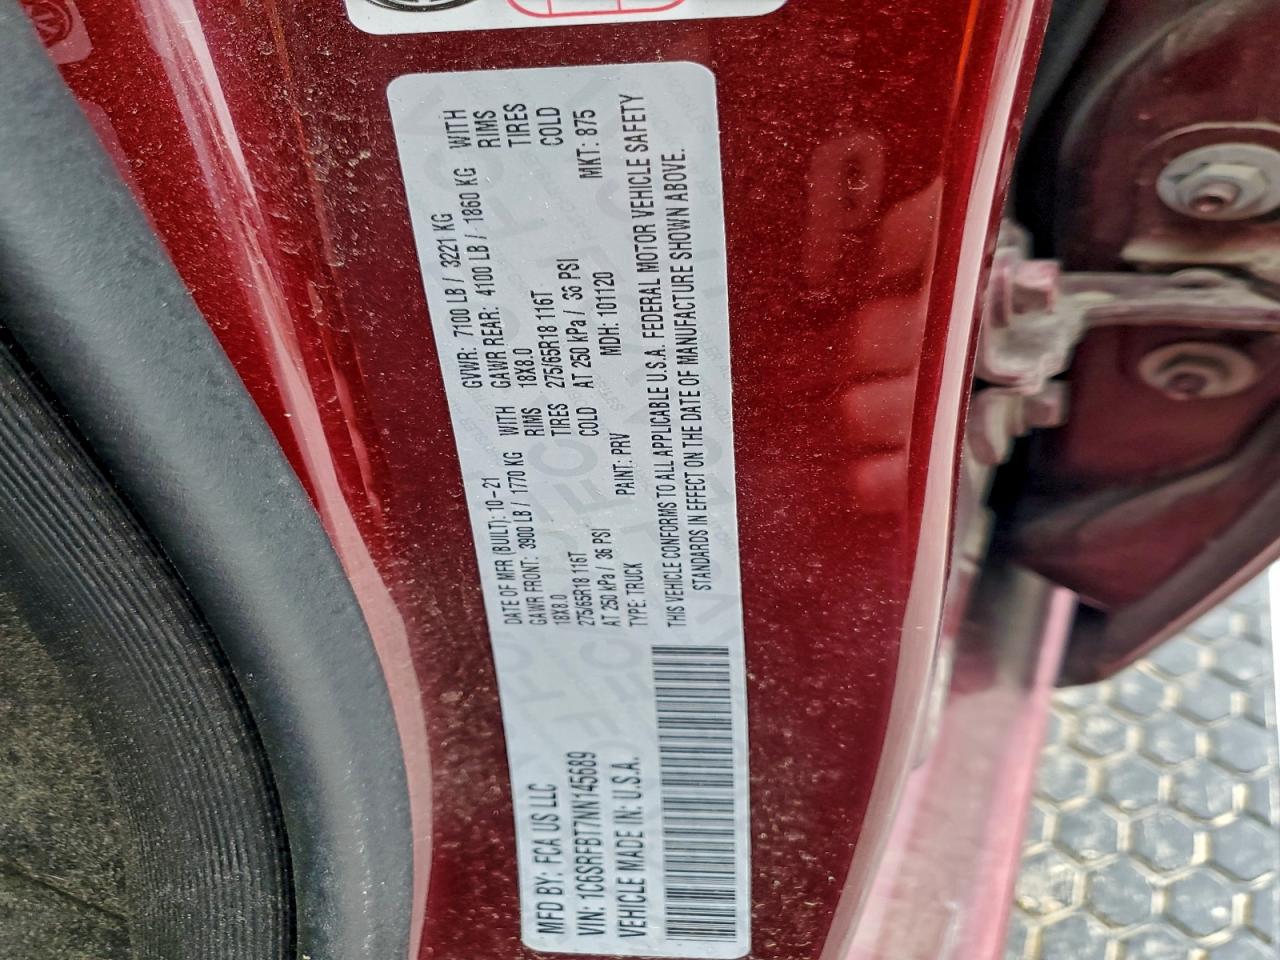 MFD BY: FCA US LLC
DATE OF MFR (BUILT): 10-21
GVWR: 7100 LB / 3221 KG
GAWR FRONT: 3900 LB / 1770 KG WITH
GAWR REAR: 4100 LB / 1860 KG WITH
18X8.0 RIMS
18X8.0 RIMS
275/65R18 116T TIRES
275/65R18 116T TIRES
AT 250 kPa / 36 PSI COLD
AT 250 kPa / 36 PSI COLD
VIN: 1C6SRFBT7NN145689
TYPE: TRUCK
PAINT: PRV
MDH: 101120
MKT: 875
VEHICLE MADE IN: U.S.A.
THIS VEHICLE CONFORMS TO ALL APPLICABLE U.S.A. FEDERAL MOTOR VEHICLE SAFETY
STANDARDS IN EFFECT ON THE DATE OF MANUFACTURE SHOWN ABOVE.